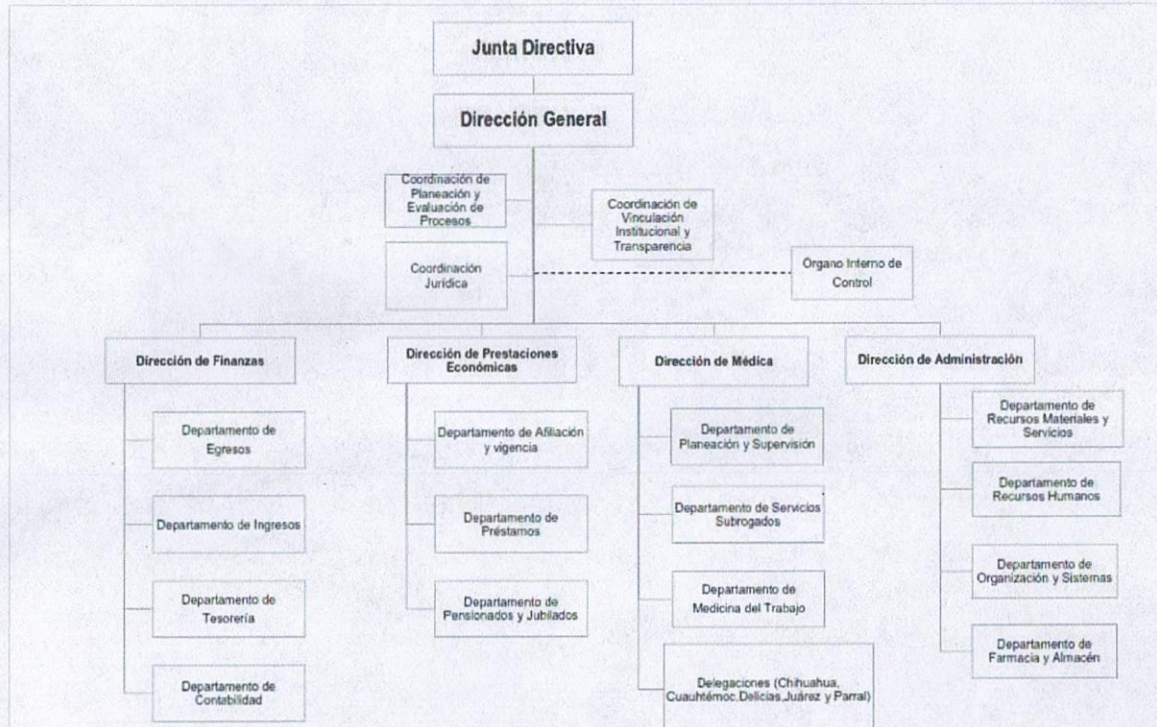 Junta Directiva
Dirección General
Coordinación de
Planeación y
Evaluación de
Procesos
Coordinación de
Vinculación
Institucional y
Transparencia
Coordinación
Jurídica
Órgano Interno de
Control
Dirección de Finanzas
Departamento de
Egresos
Departamento de Ingresos
Departamento de
Tesorería
Departamento de
Contabilidad
Dirección de Prestaciones
Económicas
Departamento de Afiliación
y vigencia
Departamento de
Préstamos
Departamento de
Pensionados y Jubilados
Dirección de Médica
Departamento de
Planeación y Supervisión
Departamento de Servicios
Subrogados
Departamento de
Medicina del Trabajo
Delegaciones (Chihuahua,
Cuauhtémoc,Delicias,Juárez y Parral)
Dirección de Administración
Departamento de
Recursos Materiales y
Servicios
Departamento de
Recursos Humanos
Departamento de
Organización y Sistemas
Departamento de
Farmacia y Almacén